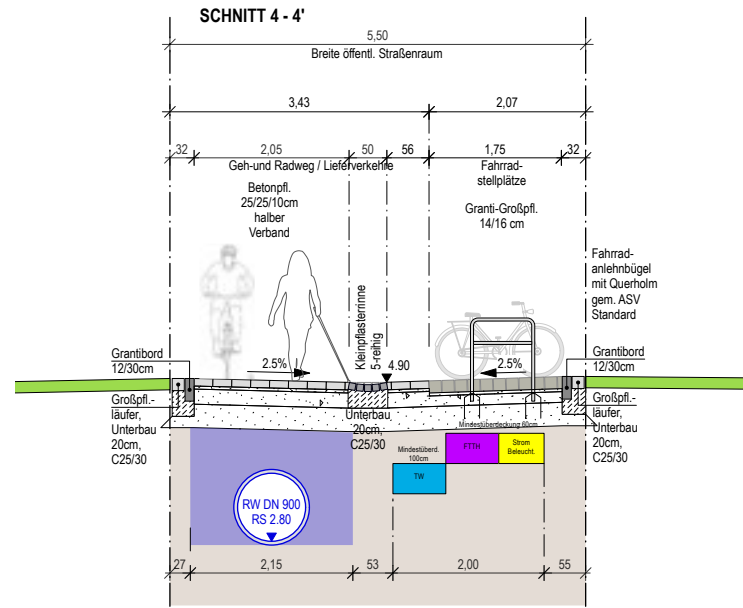 SCHNITT 4 - 4'
5,50
Breite öffentl. Straßenraum
3,43
2,07
32
2,05
50
56
1,75
32
Geh-und Radweg / Lieferverkehre
Fahrrad-
stellplätze
Betonpfl.
25/25/10cm
halber
Verband
Granti-Großpfl.
14/16 cm
Fahrrad-
anlehnbügel
mit Querholm
gem. ASV
Standard
Kleinpflasterrinne
5-reihig
Grantibord
12/30cm
2.5%
4.90
2.5%
Grantibord
12/30cm
Großpfl.-
läufer,
Unterbau
20cm,
C25/30
Unterbau
20cm,
C25/30
Mindestüberdeckung 60cm
Großpfl.-
läufer,
Unterbau
20cm,
C25/30
Mindestüberd.
100cm
FTTH
Strom
Beleucht.
TW
RW DN 900
RS 2.80
27
2,15
53
2,00
55